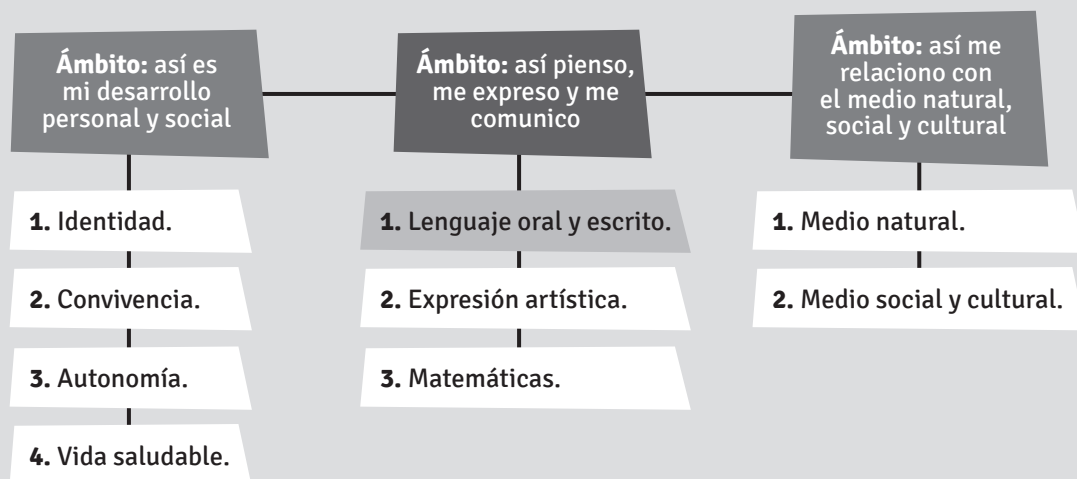 Ámbito: así es
mi desarrollo
personal y social
1. Identidad.
2. Convivencia.
3. Autonomía.
4. Vida saludable.
Ámbito: así pienso,
me expreso y me
comunico
1. Lenguaje oral y escrito.
2. Expresión artística.
3. Matemáticas.
Ámbito: así me
relaciono con
el medio natural,
social y cultural
1. Medio natural.
2. Medio social y cultural.